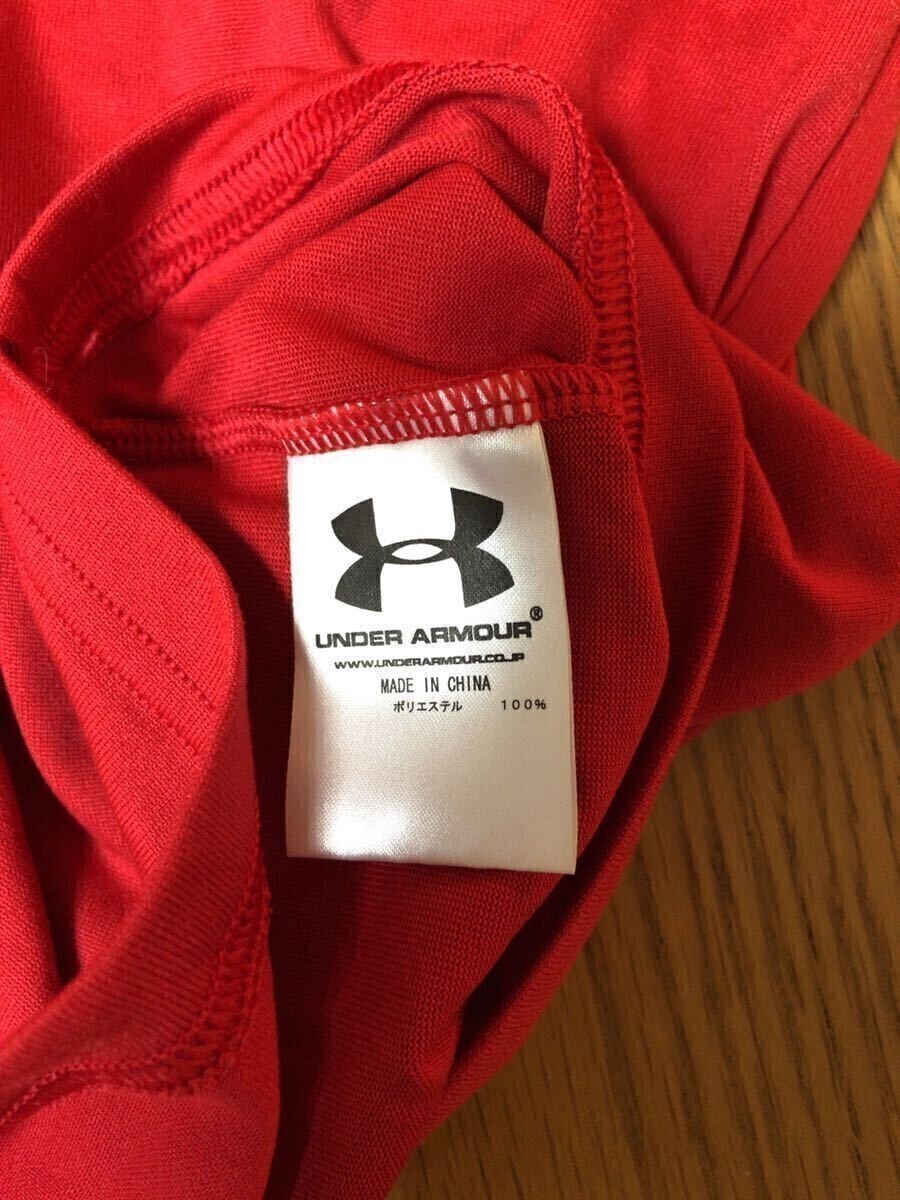 UNDER ARMOUR®
WWW.UNDERARMOUR.CO.JP
MADE IN CHINA
ポリエステル 100%